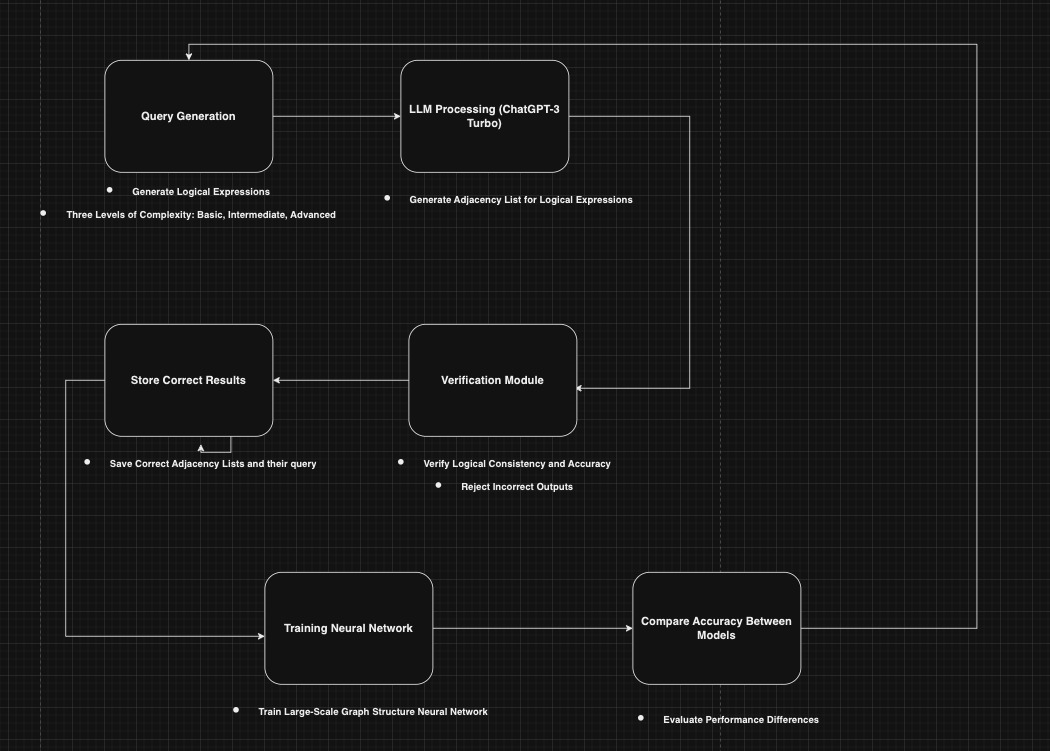 Query Generation
LLM Processing (ChatGPT-3
Turbo)
Generate Logical Expressions
Three Levels of Complexity: Basic, Intermediate, Advanced
Generate Adjacency List for Logical Expressions
Store Correct Results
Verification Module
Save Correct Adjacency Lists and their query
Verify Logical Consistency and Accuracy
Reject Incorrect Outputs
Training Neural Network
Compare Accuracy Between
Models
Train Large-Scale Graph Structure Neural Network
Evaluate Performance Differences